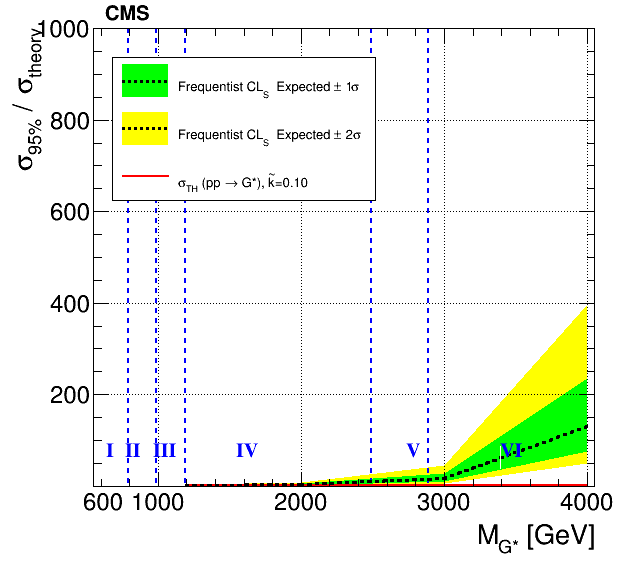 CMS
1000
800
600
400
200
σ95% / σtheory
Frequentist CLS Expected ± 1σ
Frequentist CLS Expected ± 2σ
σTH (pp → G*), k̃=0.10
I II III IV V VI
600 1000 2000 3000 4000
MG* [GeV]